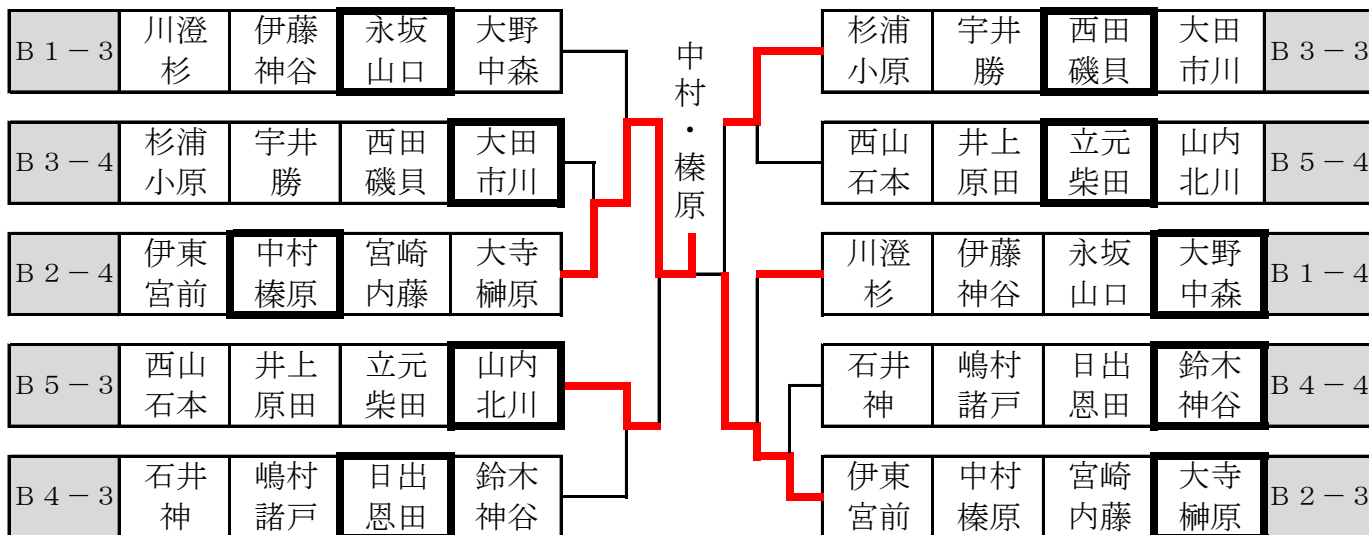 B1-3 川澄 伊藤 永坂 大野
杉 神谷 山口 中森
B3-4 杉浦 宇井 西田 大田
小原 勝 磯貝 市川
B2-4 伊東 中村 宮崎 大寺
宮前 榛原 内藤 榊原
B5-3 西山 井上 立元 山内
石本 原田 柴田 北川
B4-3 石井 嶋村 日出 鈴木
神 諸戸 恩田 神谷
中村・榛原
杉浦 宇井 西田 大田 B3-3
小原 勝 磯貝 市川
西山 井上 立元 山内 B5-4
石本 原田 柴田 北川
川澄 伊藤 永坂 大野 B1-4
杉 神谷 山口 中森
石井 嶋村 日出 鈴木 B4-4
神 諸戸 恩田 神谷
伊東 中村 宮崎 大寺 B2-3
宮前 榛原 内藤 榊原